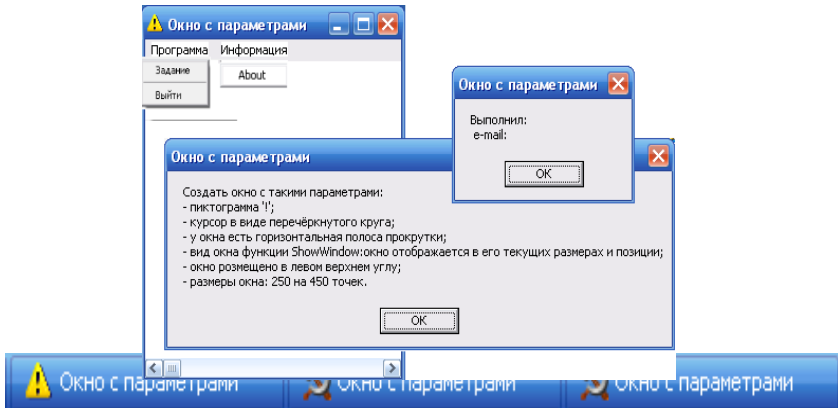 Окно с параметрами
Программа Информация
Задание
About
Выйти
Окно с параметрами
Выполнил:
e-mail:
OK
Окно с параметрами
Создать окно с такими параметрами:
- пиктограмма '!';
- курсор в виде перечёркнутого круга;
- у окна есть горизонтальная полоса прокрутки;
- вид окна функции ShowWindow:окно отображается в его текущих размерах и позиции;
- окно розмещено в левом верхнем углу;
- размеры окна: 250 на 450 точек.
OK
Окно с параметрами
Окно с параметрами
Окно с параметрами